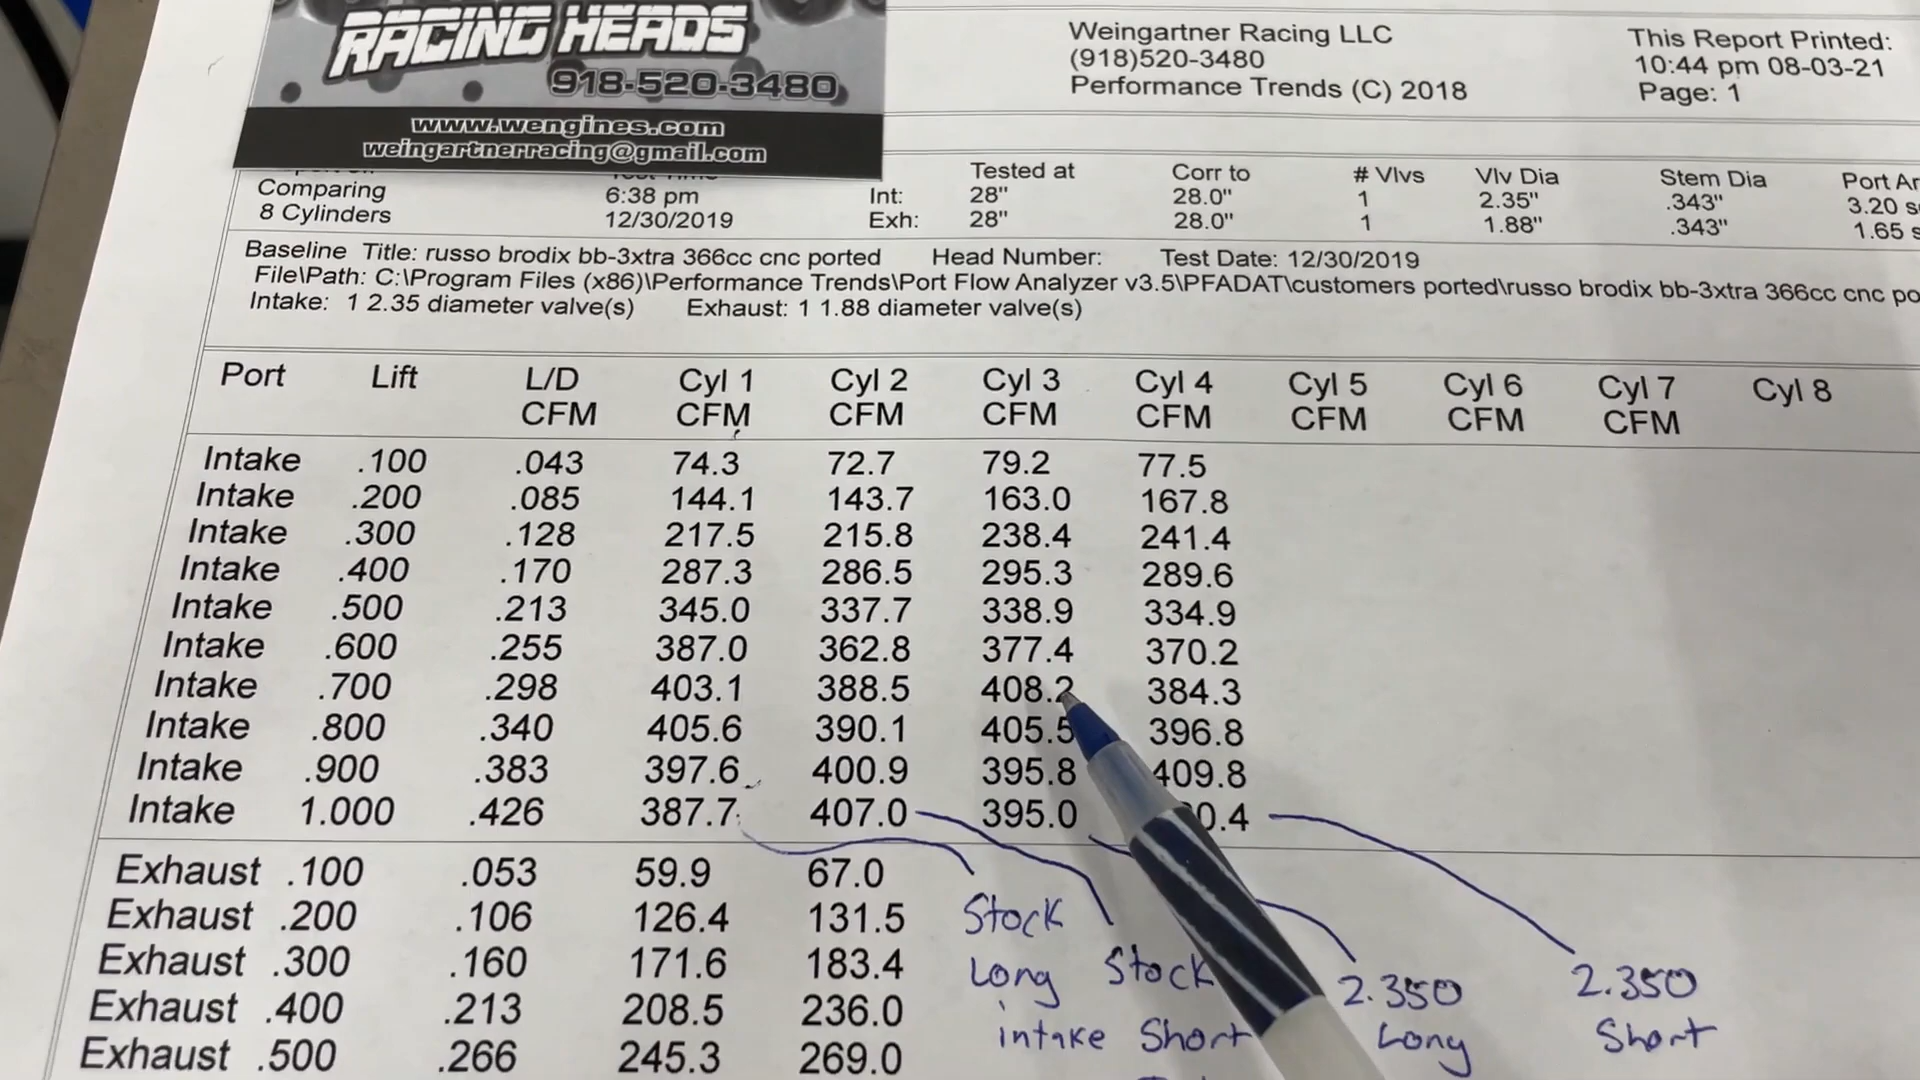 RACING HEADS
918-520-3480
www.wengines.com
weingartnerracing@gmail.com
Weingartner Racing LLC
(918)520-3480
Performance Trends (C) 2018
This Report Printed:
10:44 pm 08-03-21
Page: 1
Tested at Corr to # Vlvs Vlv Dia Stem Dia Port
Comparing 6:38 pm Int: 28" 28.0" 1 2.35" .343" 3.20
8 Cylinders 12/30/2019 Exh: 28" 28.0" 1 1.88" .343" 1.65
Baseline Title: russo brodix bb-3xtra 366cc cnc ported Head Number: Test Date: 12/30/2019
File\Path: C:\Program Files (x86)\Performance Trends\Port Flow Analyzer v3.5\PFADAT\customers ported\russo brodix bb-3xtra 366cc cnc
Intake: 1 2.35 diameter valve(s) Exhaust: 1 1.88 diameter valve(s)
Port Lift L/D Cyl 1 Cyl 2 Cyl 3 Cyl 4 Cyl 5 Cyl 6 Cyl 7 Cyl 8
CFM CFM CFM CFM CFM CFM CFM CFM
Intake .100 .043 74.3 72.7 79.2 77.5
Intake .200 .085 144.1 143.7 163.0 167.8
Intake .300 .128 217.5 215.8 238.4 241.4
Intake .400 .170 287.3 286.5 295.3 289.6
Intake .500 .213 345.0 337.7 338.9 334.9
Intake .600 .255 387.0 362.8 377.4 370.2
Intake .700 .298 403.1 388.5 408.2 384.3
Intake .800 .340 405.6 390.1 405.5 396.8
Intake .900 .383 397.6 400.9 395.8 409.8
Intake 1.000 .426 387.7 407.0 395.0
Exhaust .100 .053 59.9 67.0
Exhaust .200 .106 126.4 131.5
Exhaust .300 .160 171.6 183.4
Exhaust .400 .213 208.5 236.0
Exhaust .500 .266 245.3 269.0
Stock
Long
intake
Stock
Short
2.350
Long
2.350
Short